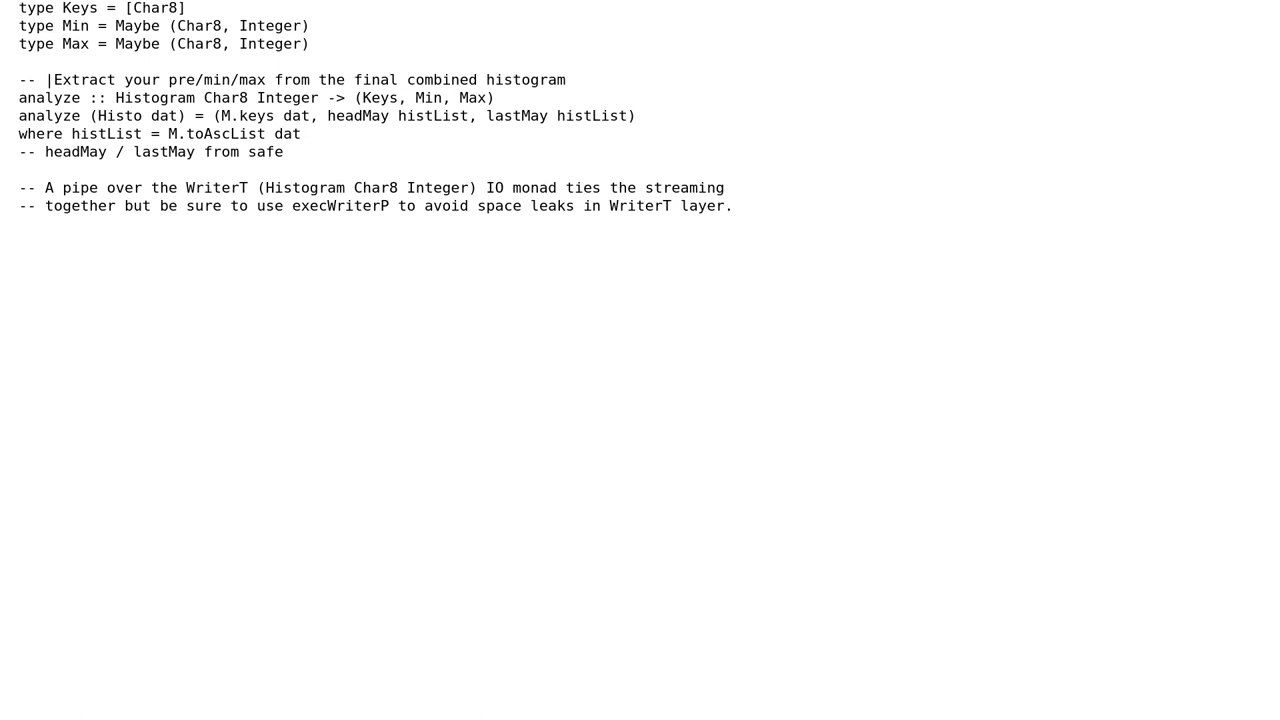 type Keys = [Char8]
type Min = Maybe (Char8, Integer)
type Max = Maybe (Char8, Integer)

-- |Extract your pre/min/max from the final combined histogram
analyze :: Histogram Char8 Integer -> (Keys, Min, Max)
analyze (Histo dat) = (M.keys dat, headMay histList, lastMay histList)
where histList = M.toAscList dat
-- headMay / lastMay from safe

-- A pipe over the WriterT (Histogram Char8 Integer) IO monad ties the streaming
-- together but be sure to use execWriterP to avoid space leaks in WriterT layer.